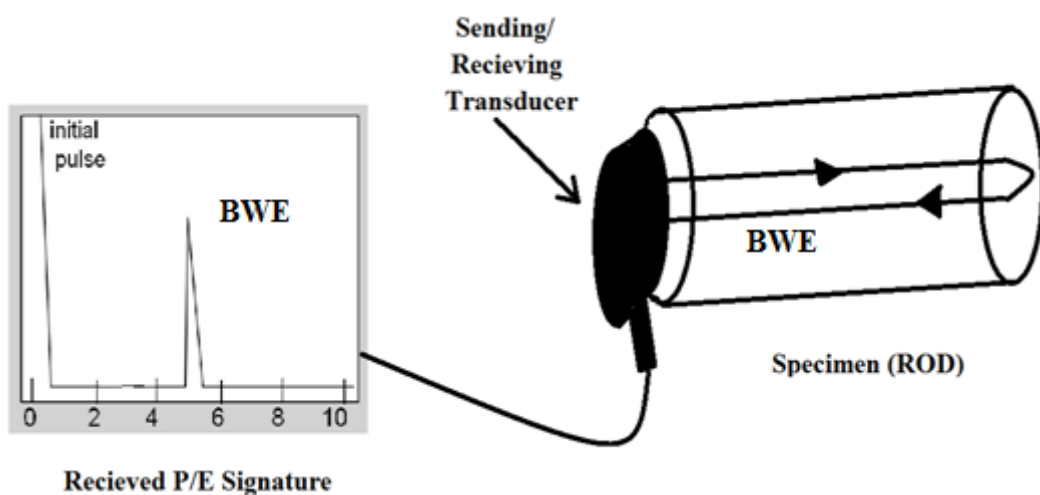 Sending/
Recieving
Transducer
initial
pulse
BWE
BWE
0 2 4 6 8 10
Specimen (ROD)
Recieved P/E Signature